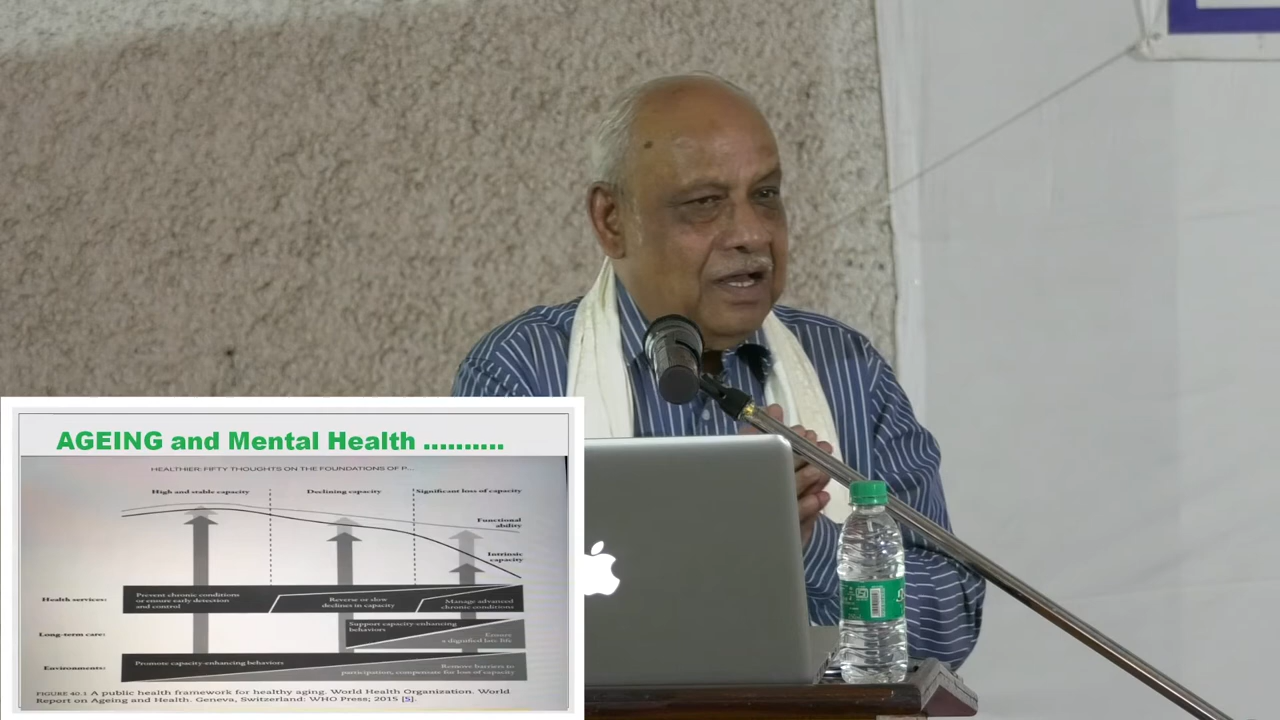 AGEING and Mental Health ..........
HEALTHIER: FIFTY THOUGHTS ON THE FOUNDATIONS OF P...
High and stable capacity
Declining capacity
Significant loss of capacity
Functional
ability
Intrinsic
capacity
Health services:
Prevent chronic conditions
or ensure early detection
and control
Reverse or slow
declines in capacity
Manage advanced
chronic conditions
Long-term care:
Support capacity-enhancing
behaviors
Ensure
a dignified late life
Environments:
Promote capacity-enhancing behaviors
Remove barriers to
participation, compensate for loss of capacity
FIGURE 40.1 A public health framework for healthy aging. World Health Organization. World
Report on Ageing and Health. Geneva, Switzerland: WHO Press; 2015 [5].